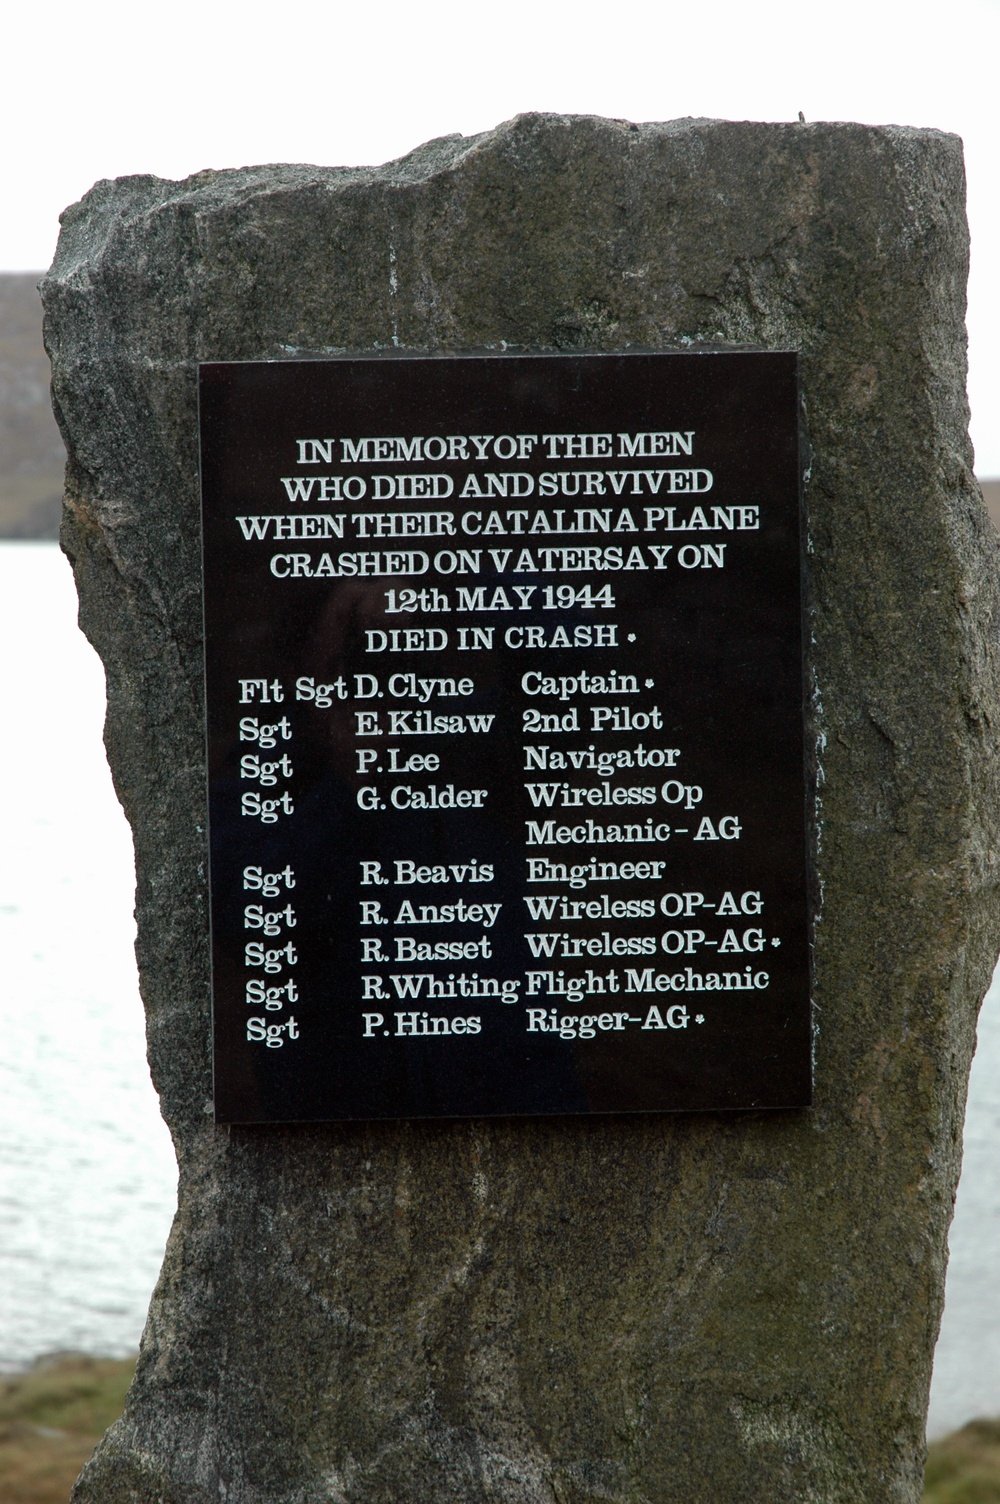 IN MEMORY OF THE MEN
WHO DIED AND SURVIVED
WHEN THEIR CATALINA PLANE
CRASHED ON VATERSAY ON
12th MAY 1944
DIED IN CRASH *
Flt Sgt D. Clyne Captain *
Sgt E. Kilsaw 2nd Pilot
Sgt P. Lee Navigator
Sgt G. Calder Wireless Op
Mechanic - AG
Sgt R. Beavis Engineer
Sgt R. Anstey Wireless OP-AG
Sgt R. Basset Wireless OP-AG *
Sgt R. Whiting Flight Mechanic
Sgt P. Hines Rigger-AG *